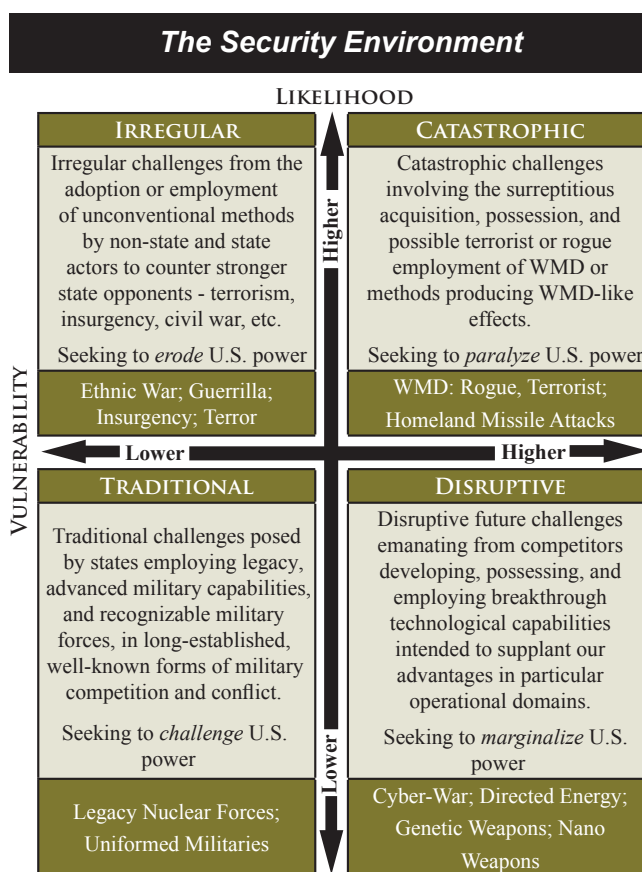 The Security Environment
LIKELIHOOD
IRREGULAR
Irregular challenges from the
adoption or employment
of unconventional methods
by non-state and state
actors to counter stronger
state opponents - terrorism,
insurgency, civil war, etc.
Seeking to erode U.S. power
Ethnic War; Guerrilla;
Insurgency; Terror
Higher
CATASTROPHIC
Catastrophic challenges
involving the surreptitious
acquisition, possession, and
possible terrorist or rogue
employment of WMD or
methods producing WMD-like
effects.
Seeking to paralyze U.S. power
WMD: Rogue, Terrorist;
Homeland Missile Attacks
VULNERABILITY
Lower
Higher
TRADITIONAL
Traditional challenges posed
by states employing legacy,
advanced military capabilities,
and recognizable military
forces, in long-established,
well-known forms of military
competition and conflict.
Seeking to challenge U.S.
power
Legacy Nuclear Forces;
Uniformed Militaries
Lower
DISRUPTIVE
Disruptive future challenges
emanating from competitors
developing, possessing, and
employing breakthrough
technological capabilities
intended to supplant our
advantages in particular
operational domains.
Seeking to marginalize U.S.
power
Cyber-War; Directed Energy;
Genetic Weapons; Nano
Weapons